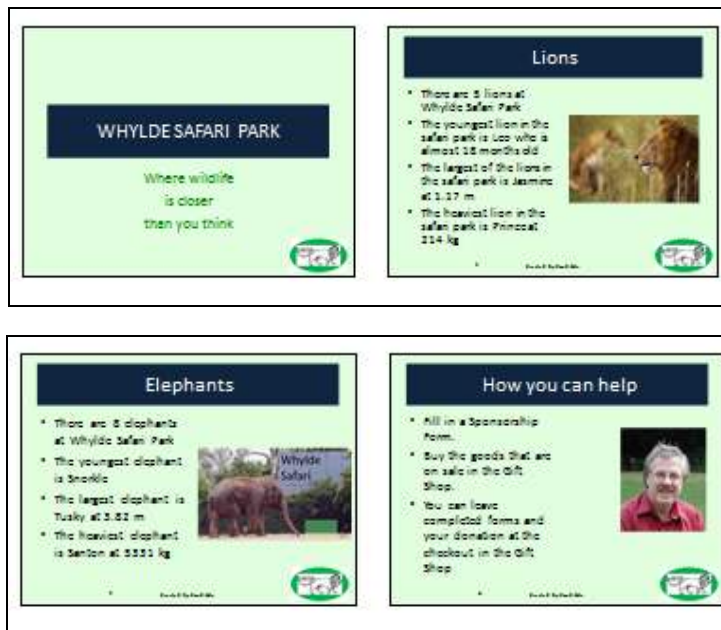 WHYLDE SAFARI PARK
Where wildlife
is closer
than you think
Lions
• There are 5 lions at
Whylde Safari Park
• The youngest lion in the
safari park is Leo who is
almost 18 months old
• The largest of the lions in
the safari park is Jasmine
at 1.17 m
• The heaviest lion in the
safari park is Prince at
214 kg
Elephants
• There are 8 elephants
at Whylde Safari Park
• The youngest elephant
is Snorkle
• The largest elephant is
Tusky at 3.82 m
• The heaviest elephant
is Santon at 5331 kg
Whylde
Safari
How you can help
• Fill in a Sponsorship
Form.
• Buy the goods that are
on sale in the Gift
Shop.
• You can leave
completed forms and
your donation at the
checkout in the Gift
Shop